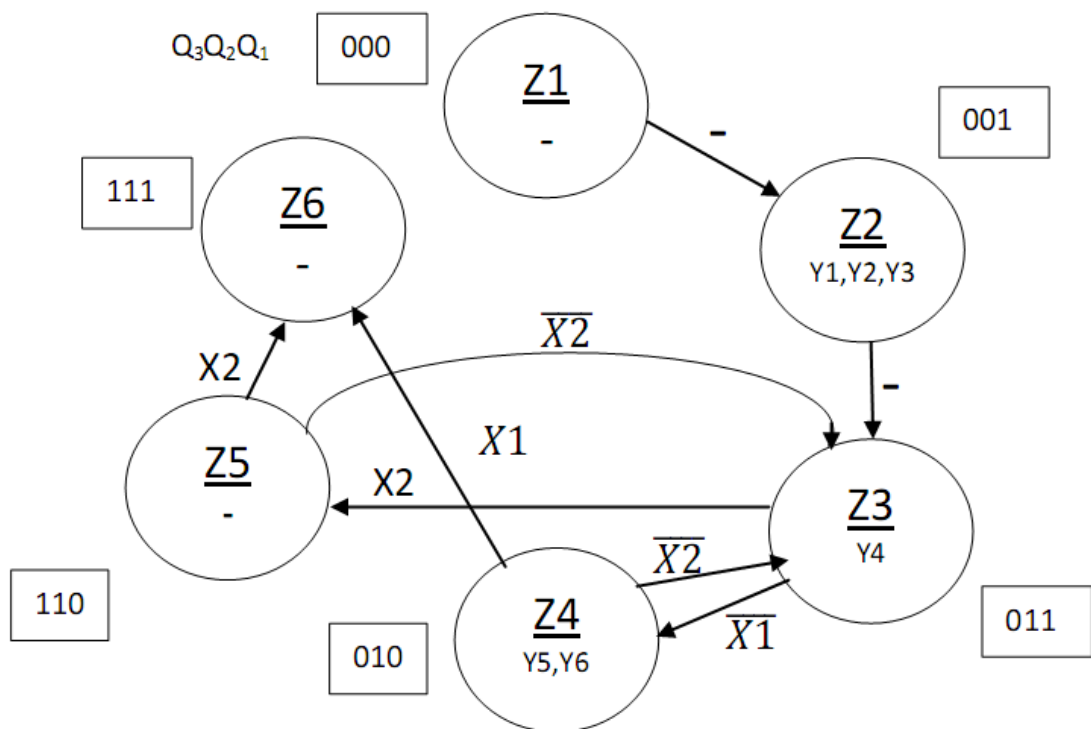 Q₃Q₂Q₁
000
Z1
-
-
001
111
Z6
-
Z2
Y1,Y2,Y3
-
X2
X̅2̅
X1
Z5
-
X2
Z3
Y4
X̅2̅
X̅1̅
Z4
Y5,Y6
110
010
011